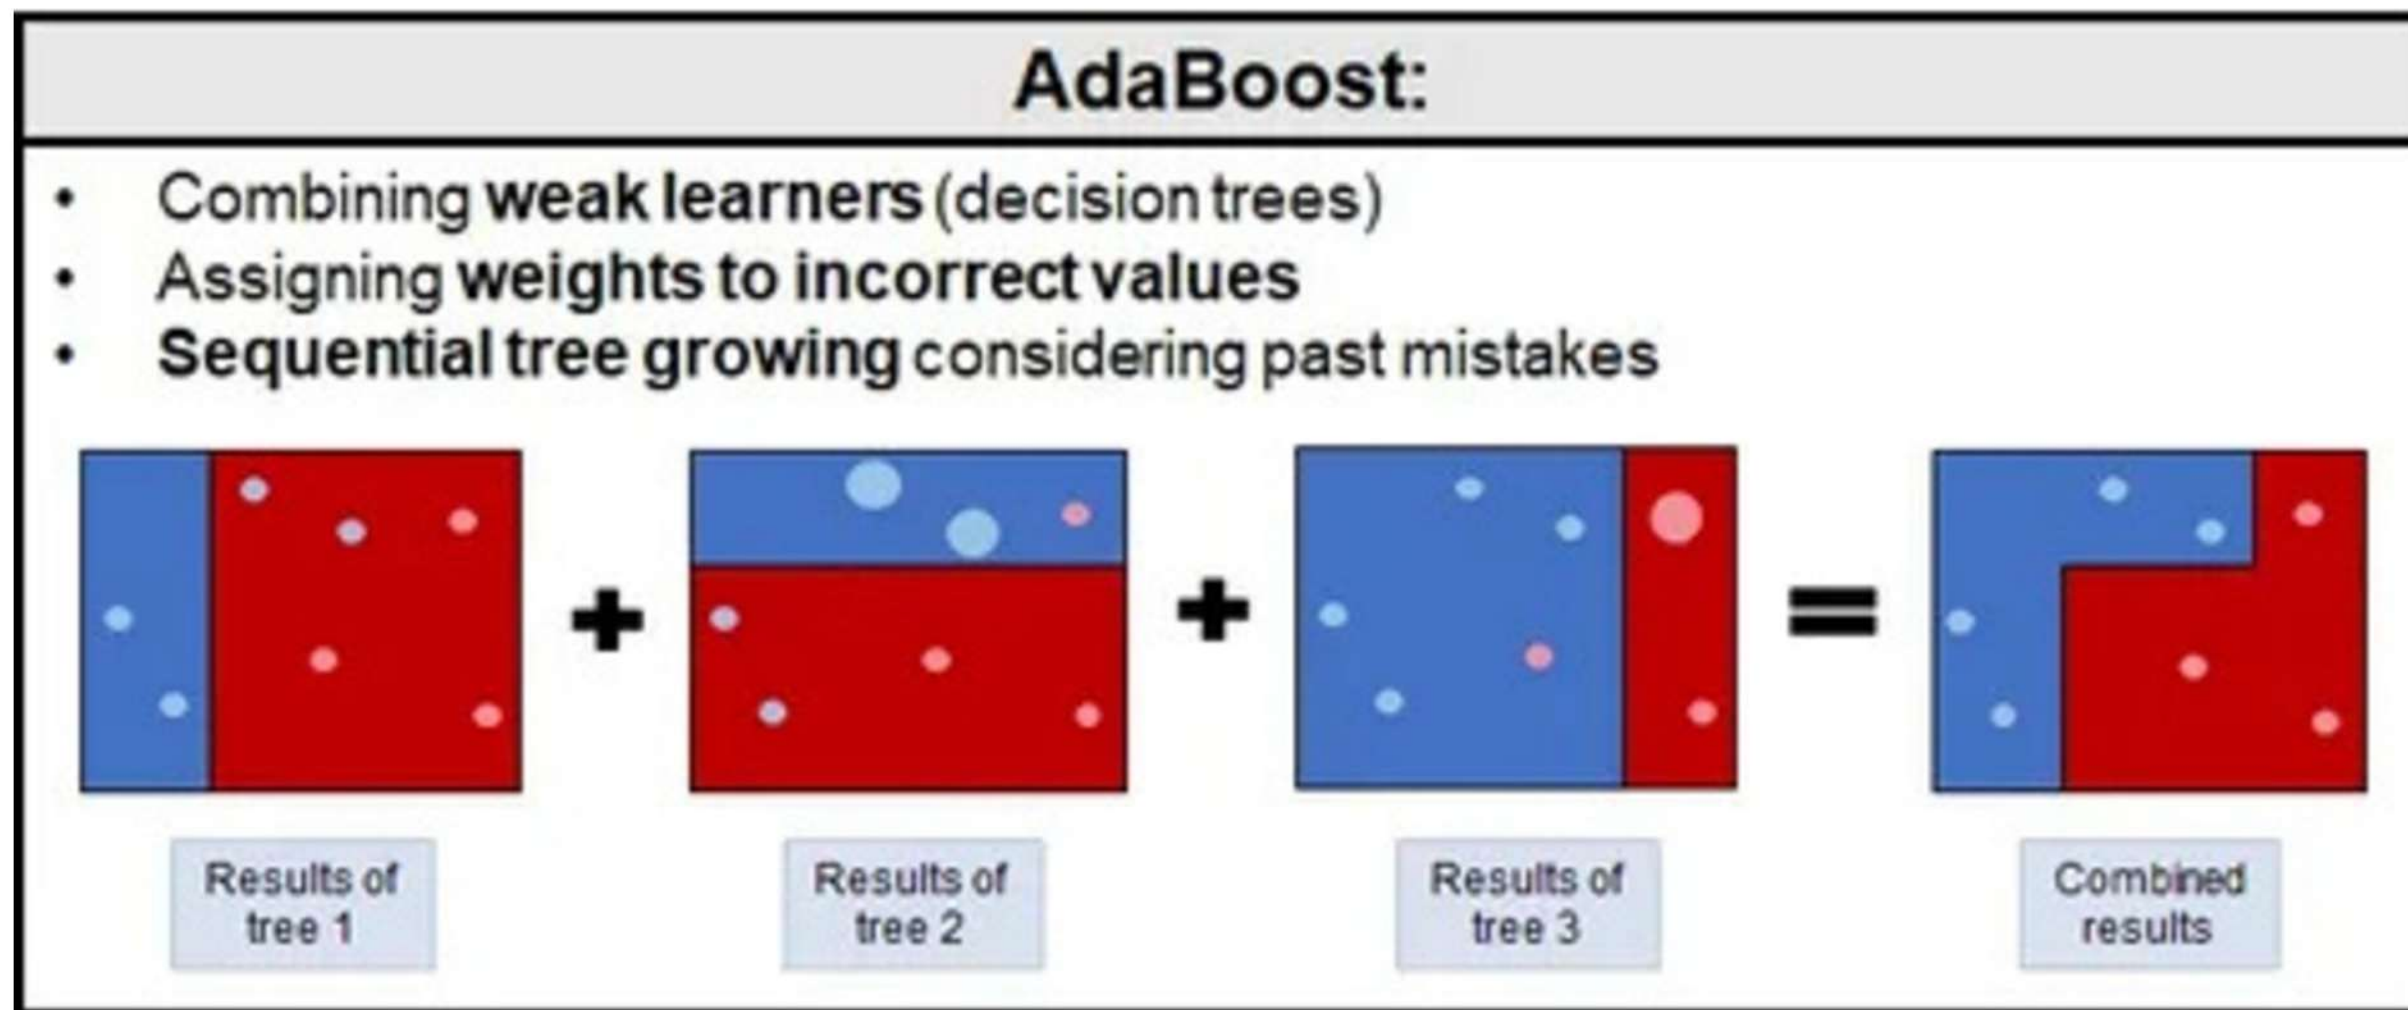 AdaBoost:
• Combining weak learners (decision trees)
• Assigning weights to incorrect values
• Sequential tree growing considering past mistakes
Results of
tree 1
Results of
tree 2
Results of
tree 3
Combined
results